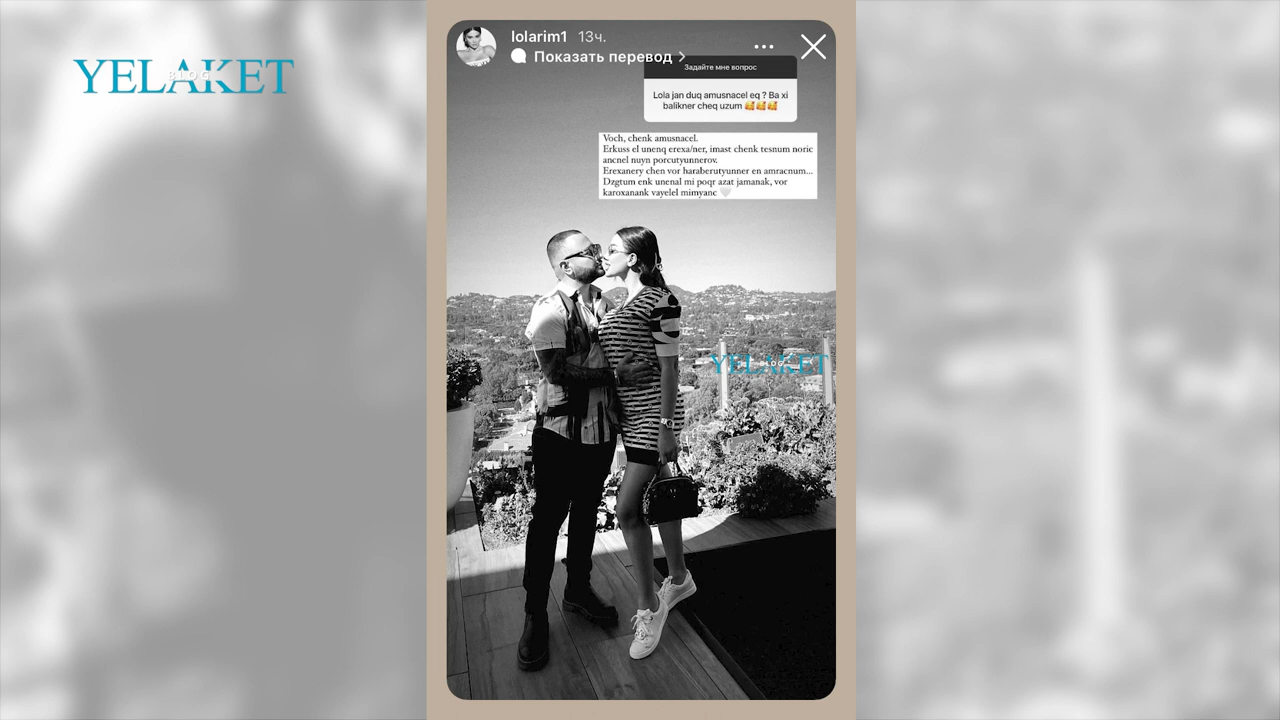 YELAKET
BLOG
lolarim1 13ч.
Показать перевод
Задайте мне вопрос
Lola jan duq amusnacel eq ? Ba xi
balikner cheq uzum 🥰🥰🥰
Voch, chenk amusnacel.
Erkuss el unenq erexa/ner, imast chenk tesnum noric
ancnel nuyn porcutyunnerov.
Erexanery chen vor haraberutyunner en amracnum...
Dzgtum enk unenal mi poqr azat jamanak, vor
karoxanank vayelel mimyanc 🤍
YELAKET
BLOG